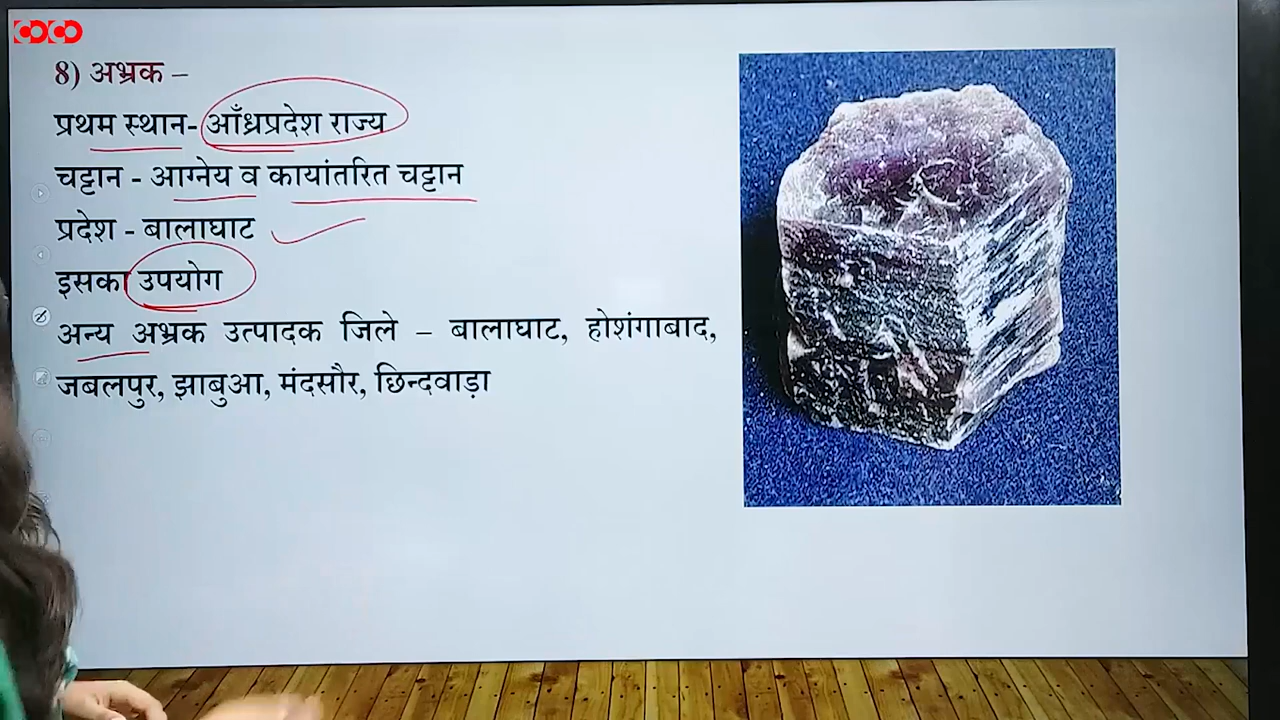 8) अभ्रक –
प्रथम स्थान- आँध्रप्रदेश राज्य
चट्टान - आग्नेय व कायांतरित चट्टान
प्रदेश - बालाघाट
इसका उपयोग
अन्य अभ्रक उत्पादक जिले – बालाघाट, होशंगाबाद,
जबलपुर, झाबुआ, मंदसौर, छिन्दवाड़ा